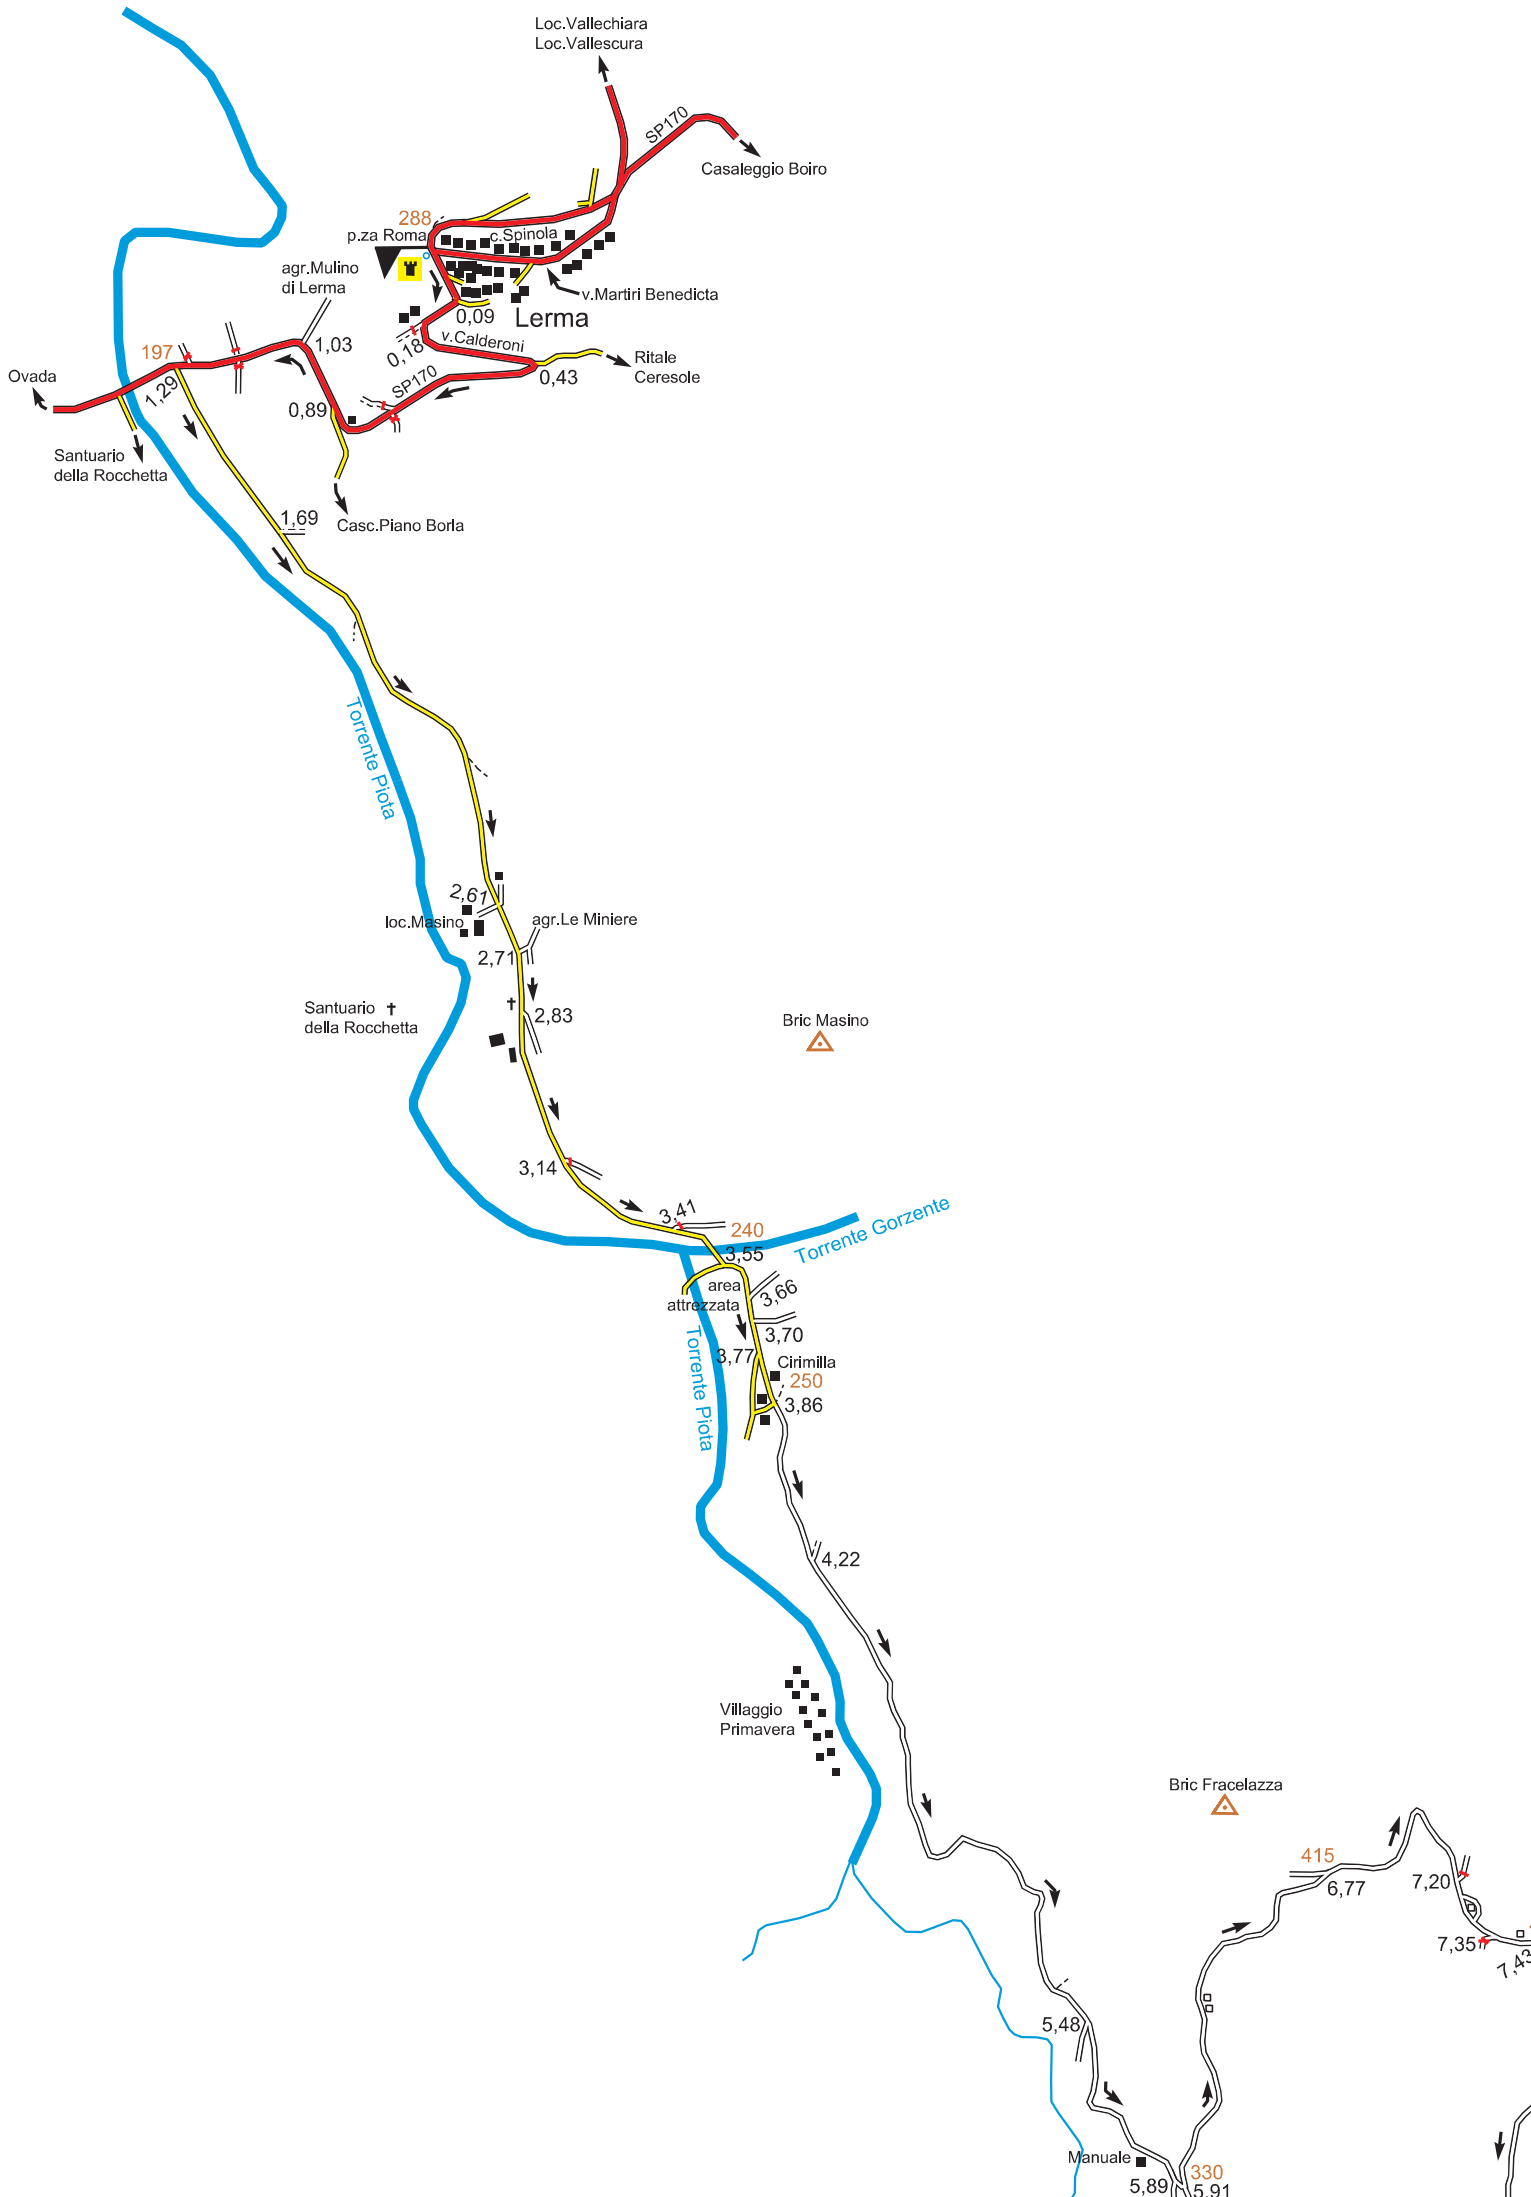 Loc.Vallechiara
Loc.Vallescura
SP170
Casaleggio Boiro
288
p.za Roma
c.Spinola
agr.Mulino
di Lerma
v.Martiri Benedicta
0,09
Lerma
197
1,03
0,18
v.Calderoni
Ritale
Ceresole
Ovada
1,29
SP170
0,43
0,89
Santuario
della Rocchetta
1,69
Casc.Piano Borla
Torrente Piota
2,61
loc.Masino
agr.Le Miniere
2,71
Santuario
della Rocchetta
2,83
Bric Masino
3,14
3,41
240
Torrente Gorzente
3,55
area
attrezzata
3,66
3,70
Torrente Piota
3,77
Cirimilla
250
3,86
4,22
Villaggio
Primavera
Bric Fracelazza
415
6,77
7,20
7,35
7,43
5,48
Manuale
330
5,89
5,91